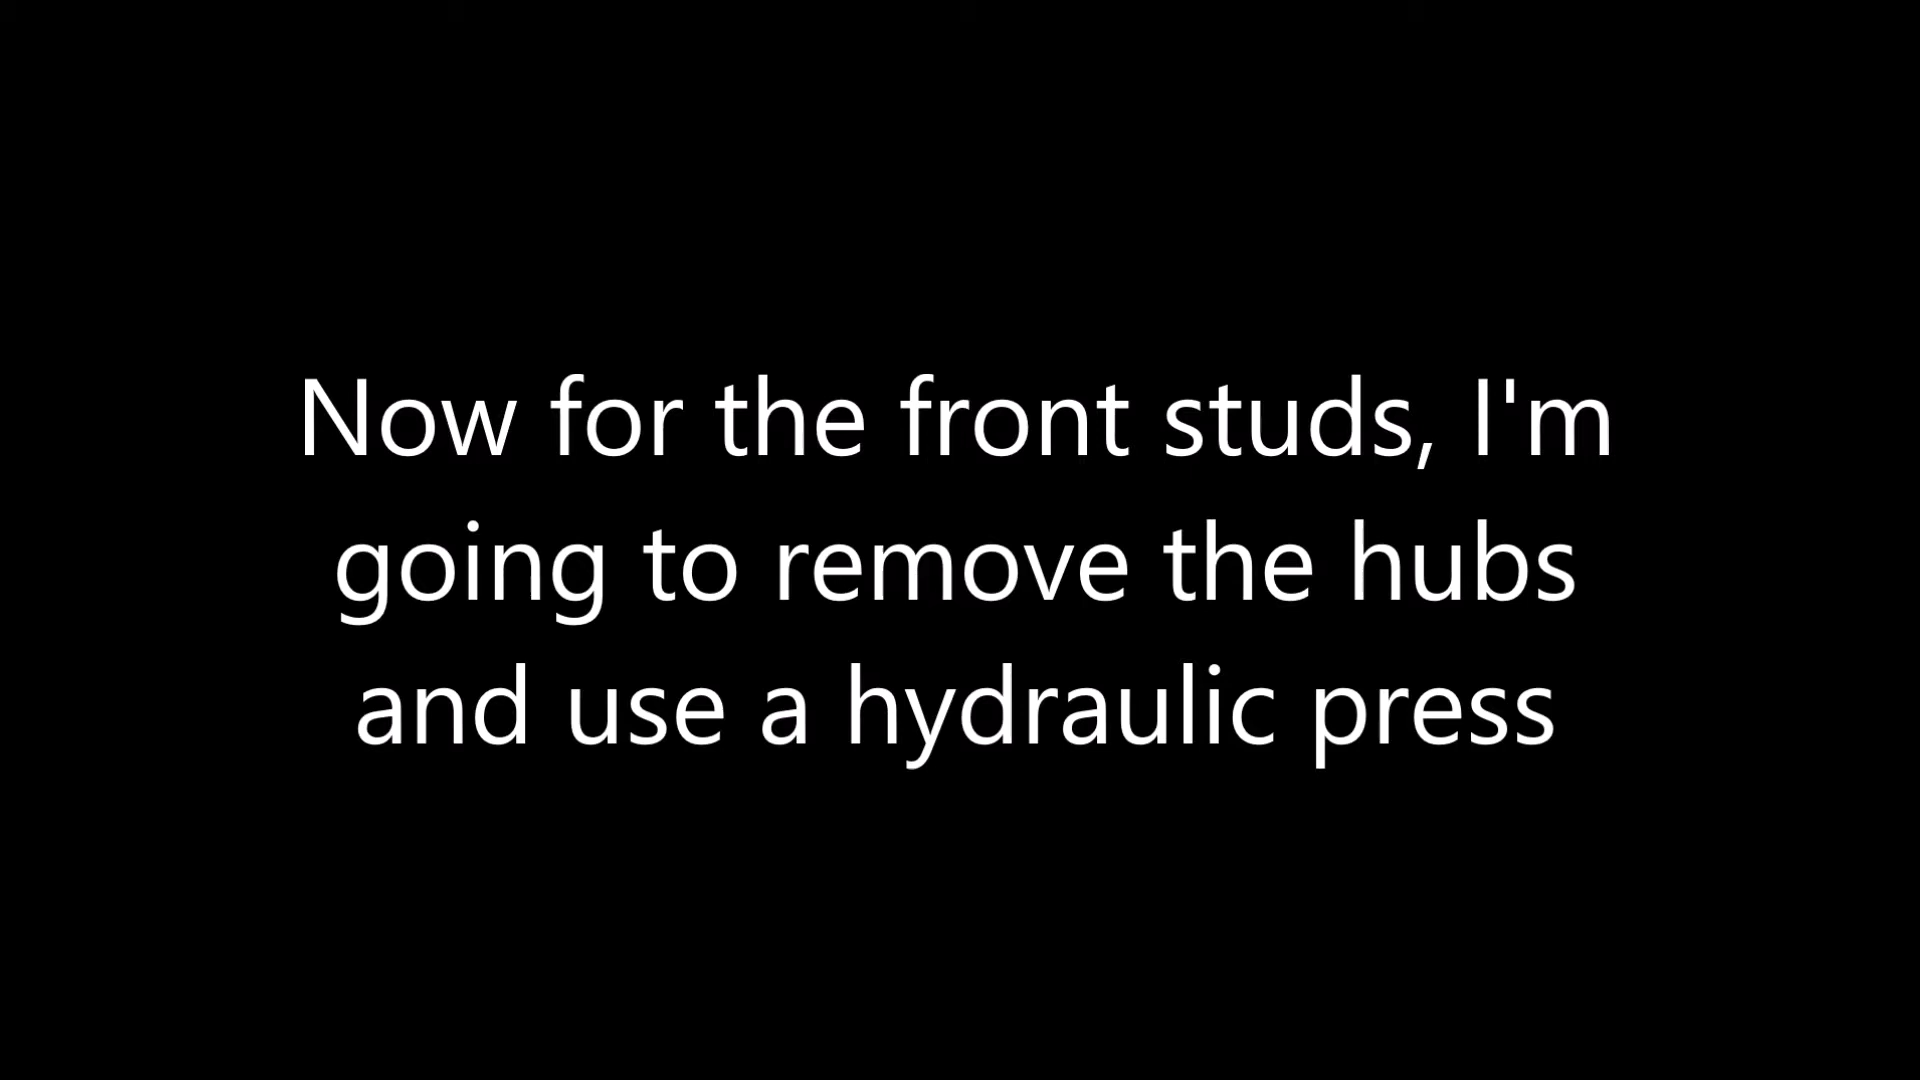 Now for the front studs, I'm
going to remove the hubs
and use a hydraulic press